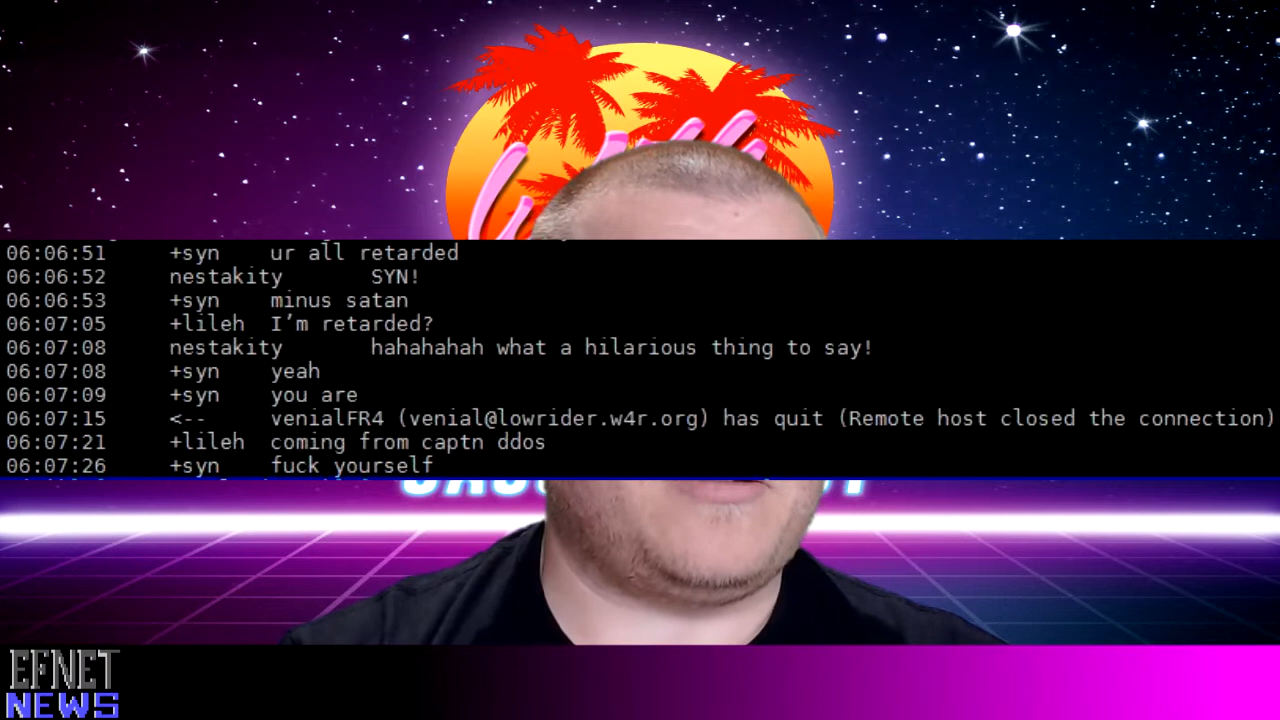 06:06:51 +syn ur all retarded
06:06:52 nestakity SYN!
06:06:53 +syn minus satan
06:07:05 +lileh I’m retarded?
06:07:08 nestakity hahahahah what a hilarious thing to say!
06:07:08 +syn yeah
06:07:09 +syn you are
06:07:15 <-- venialFR4 (venial@lowrider.w4r.org) has quit (Remote host closed the connection)
06:07:21 +lileh coming from captn ddos
06:07:26 +syn fuck yourself
EFNET
NEWS